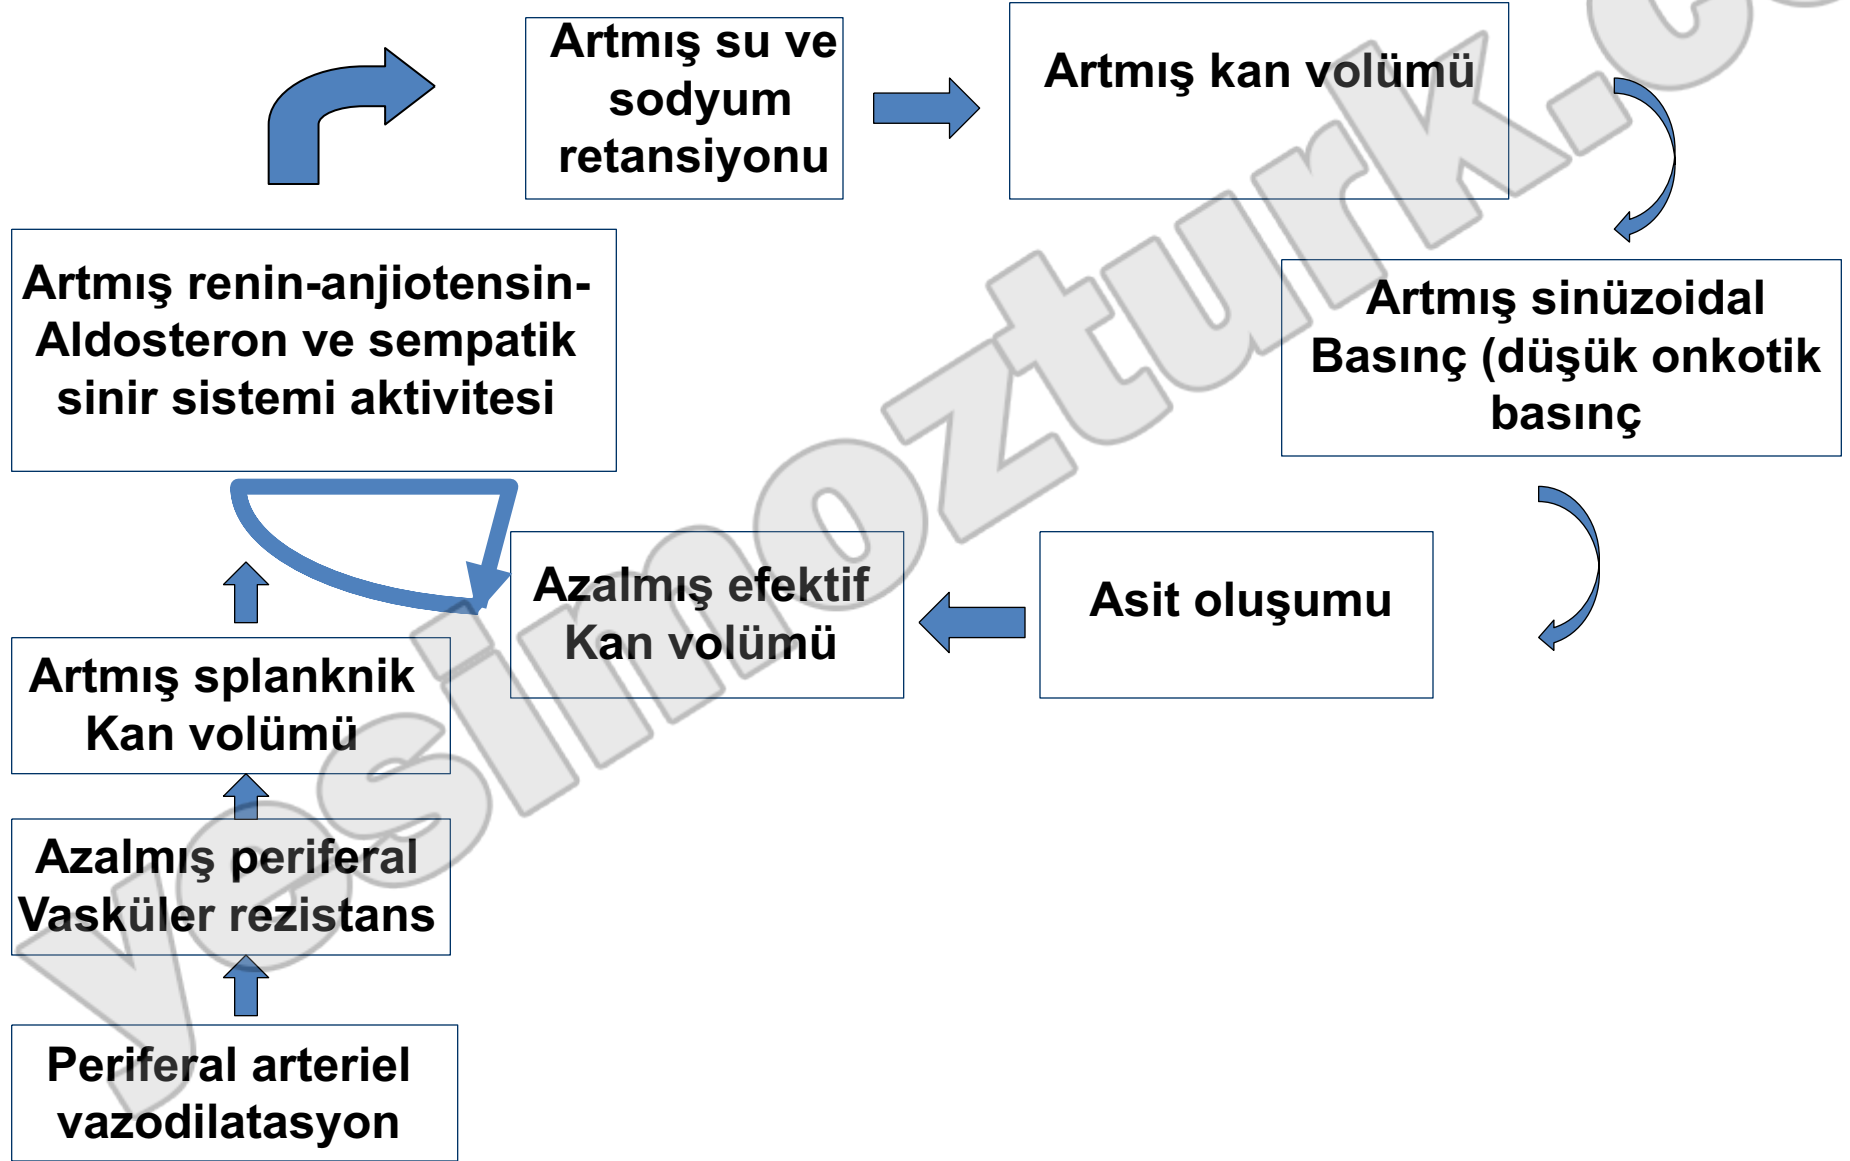 Artmış su ve
sodyum
retansiyonu
Artmış kan volümü
Artmış renin-anjiotensin-
Aldosteron ve sempatik
sinir sistemi aktivitesi
Artmış sinüzoidal
Basınç (düşük onkotik
basınç
Azalmış efektif
Kan volümü
Asit oluşumu
Artmış splanknik
Kan volümü
Azalmış periferal
Vasküler rezistans
Periferal arteriel
vazodilatasyon
yesimozturk.co